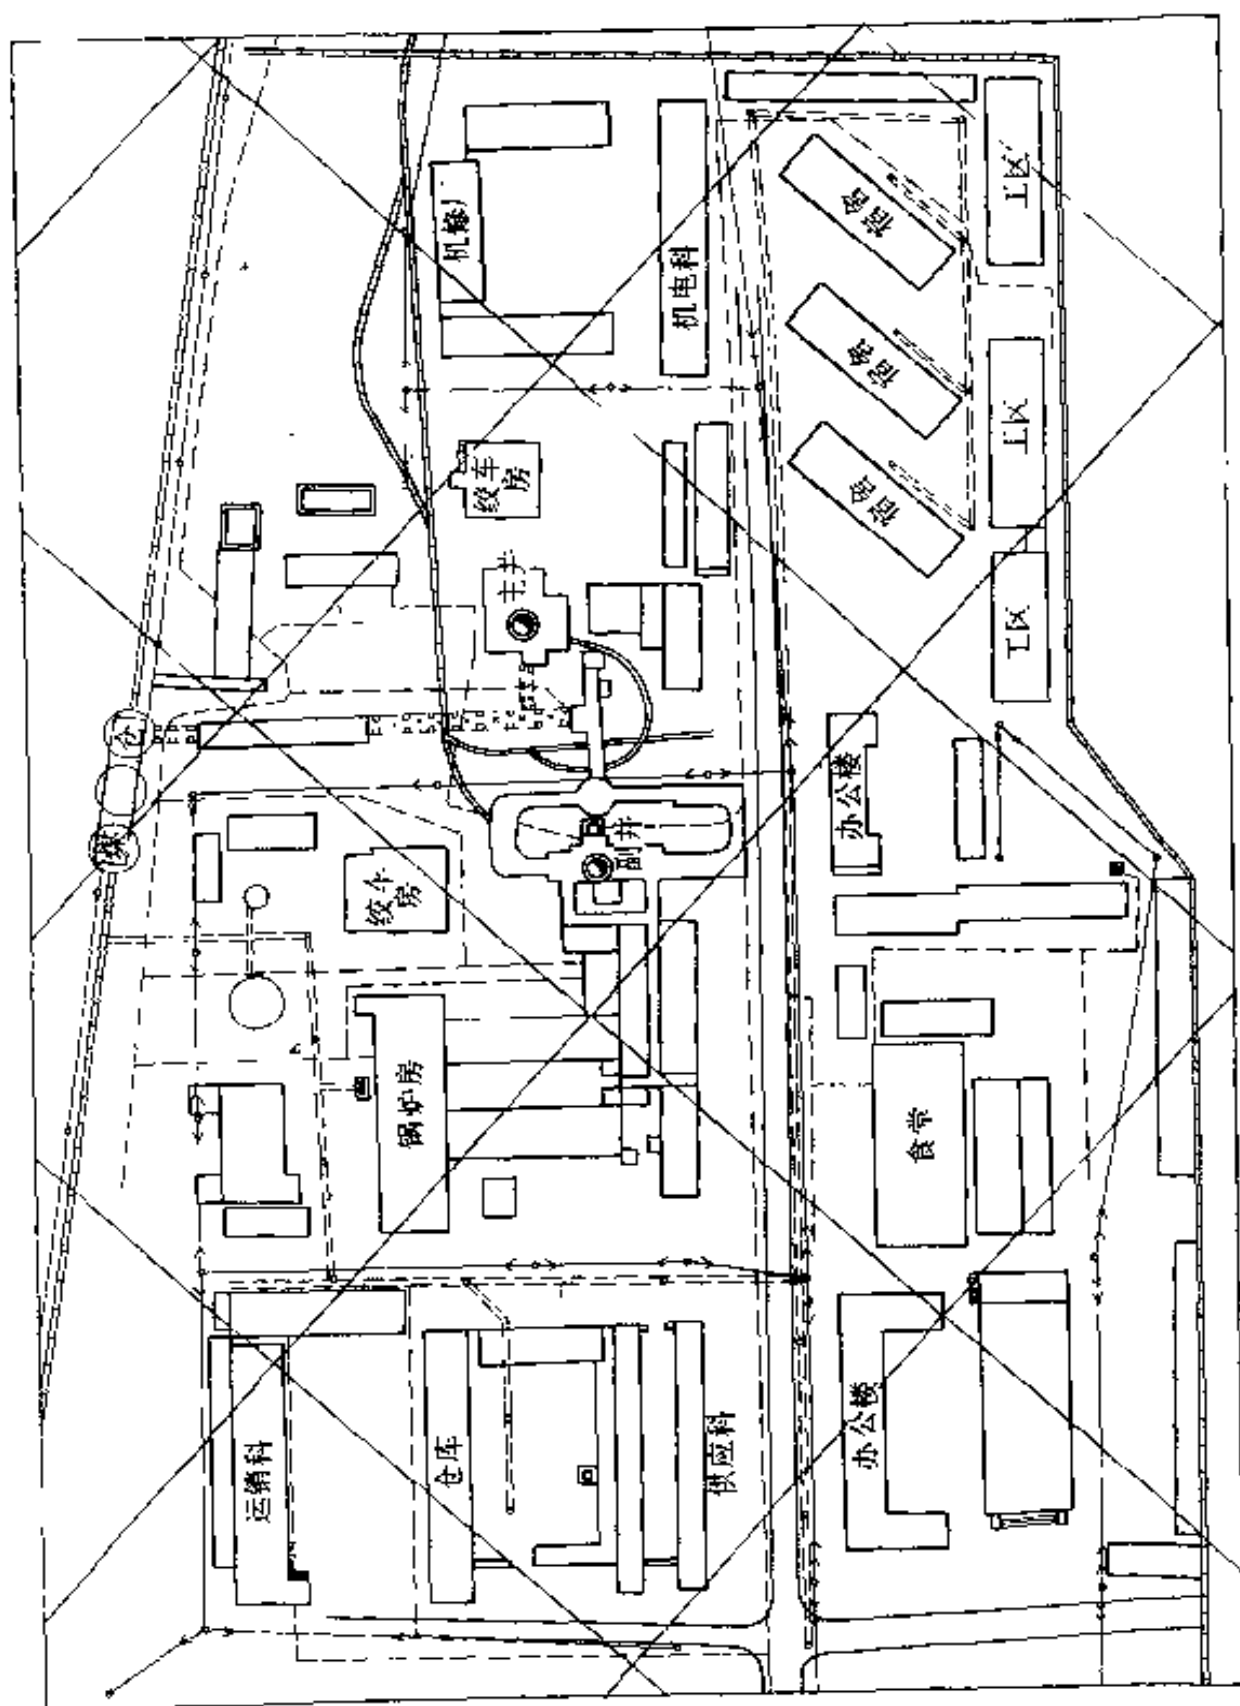 机修厂
机电科
宿舍
工区
宿舍
工区
宿舍
绞车
房
主井
工区
仓
煤
办公楼
副井
绞车
房
锅炉房
食堂
运销科
仓库
供应科
办公楼